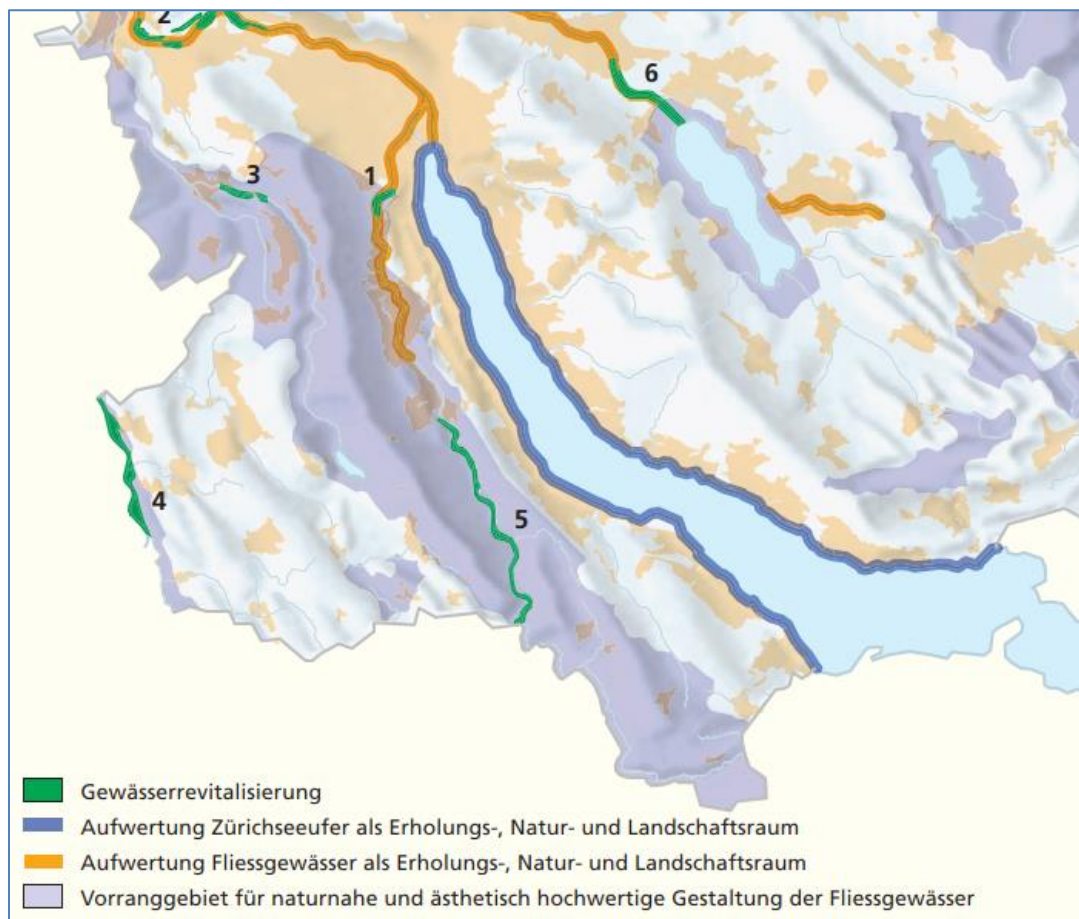 2
6
3
1
4
5
Gewässerrevitalisierung
Aufwertung Zürichseeufer als Erholungs-, Natur- und Landschaftsraum
Aufwertung Fliessgewässer als Erholungs-, Natur- und Landschaftsraum
Vorranggebiet für naturnahe und ästhetisch hochwertige Gestaltung der Fliessgewässer